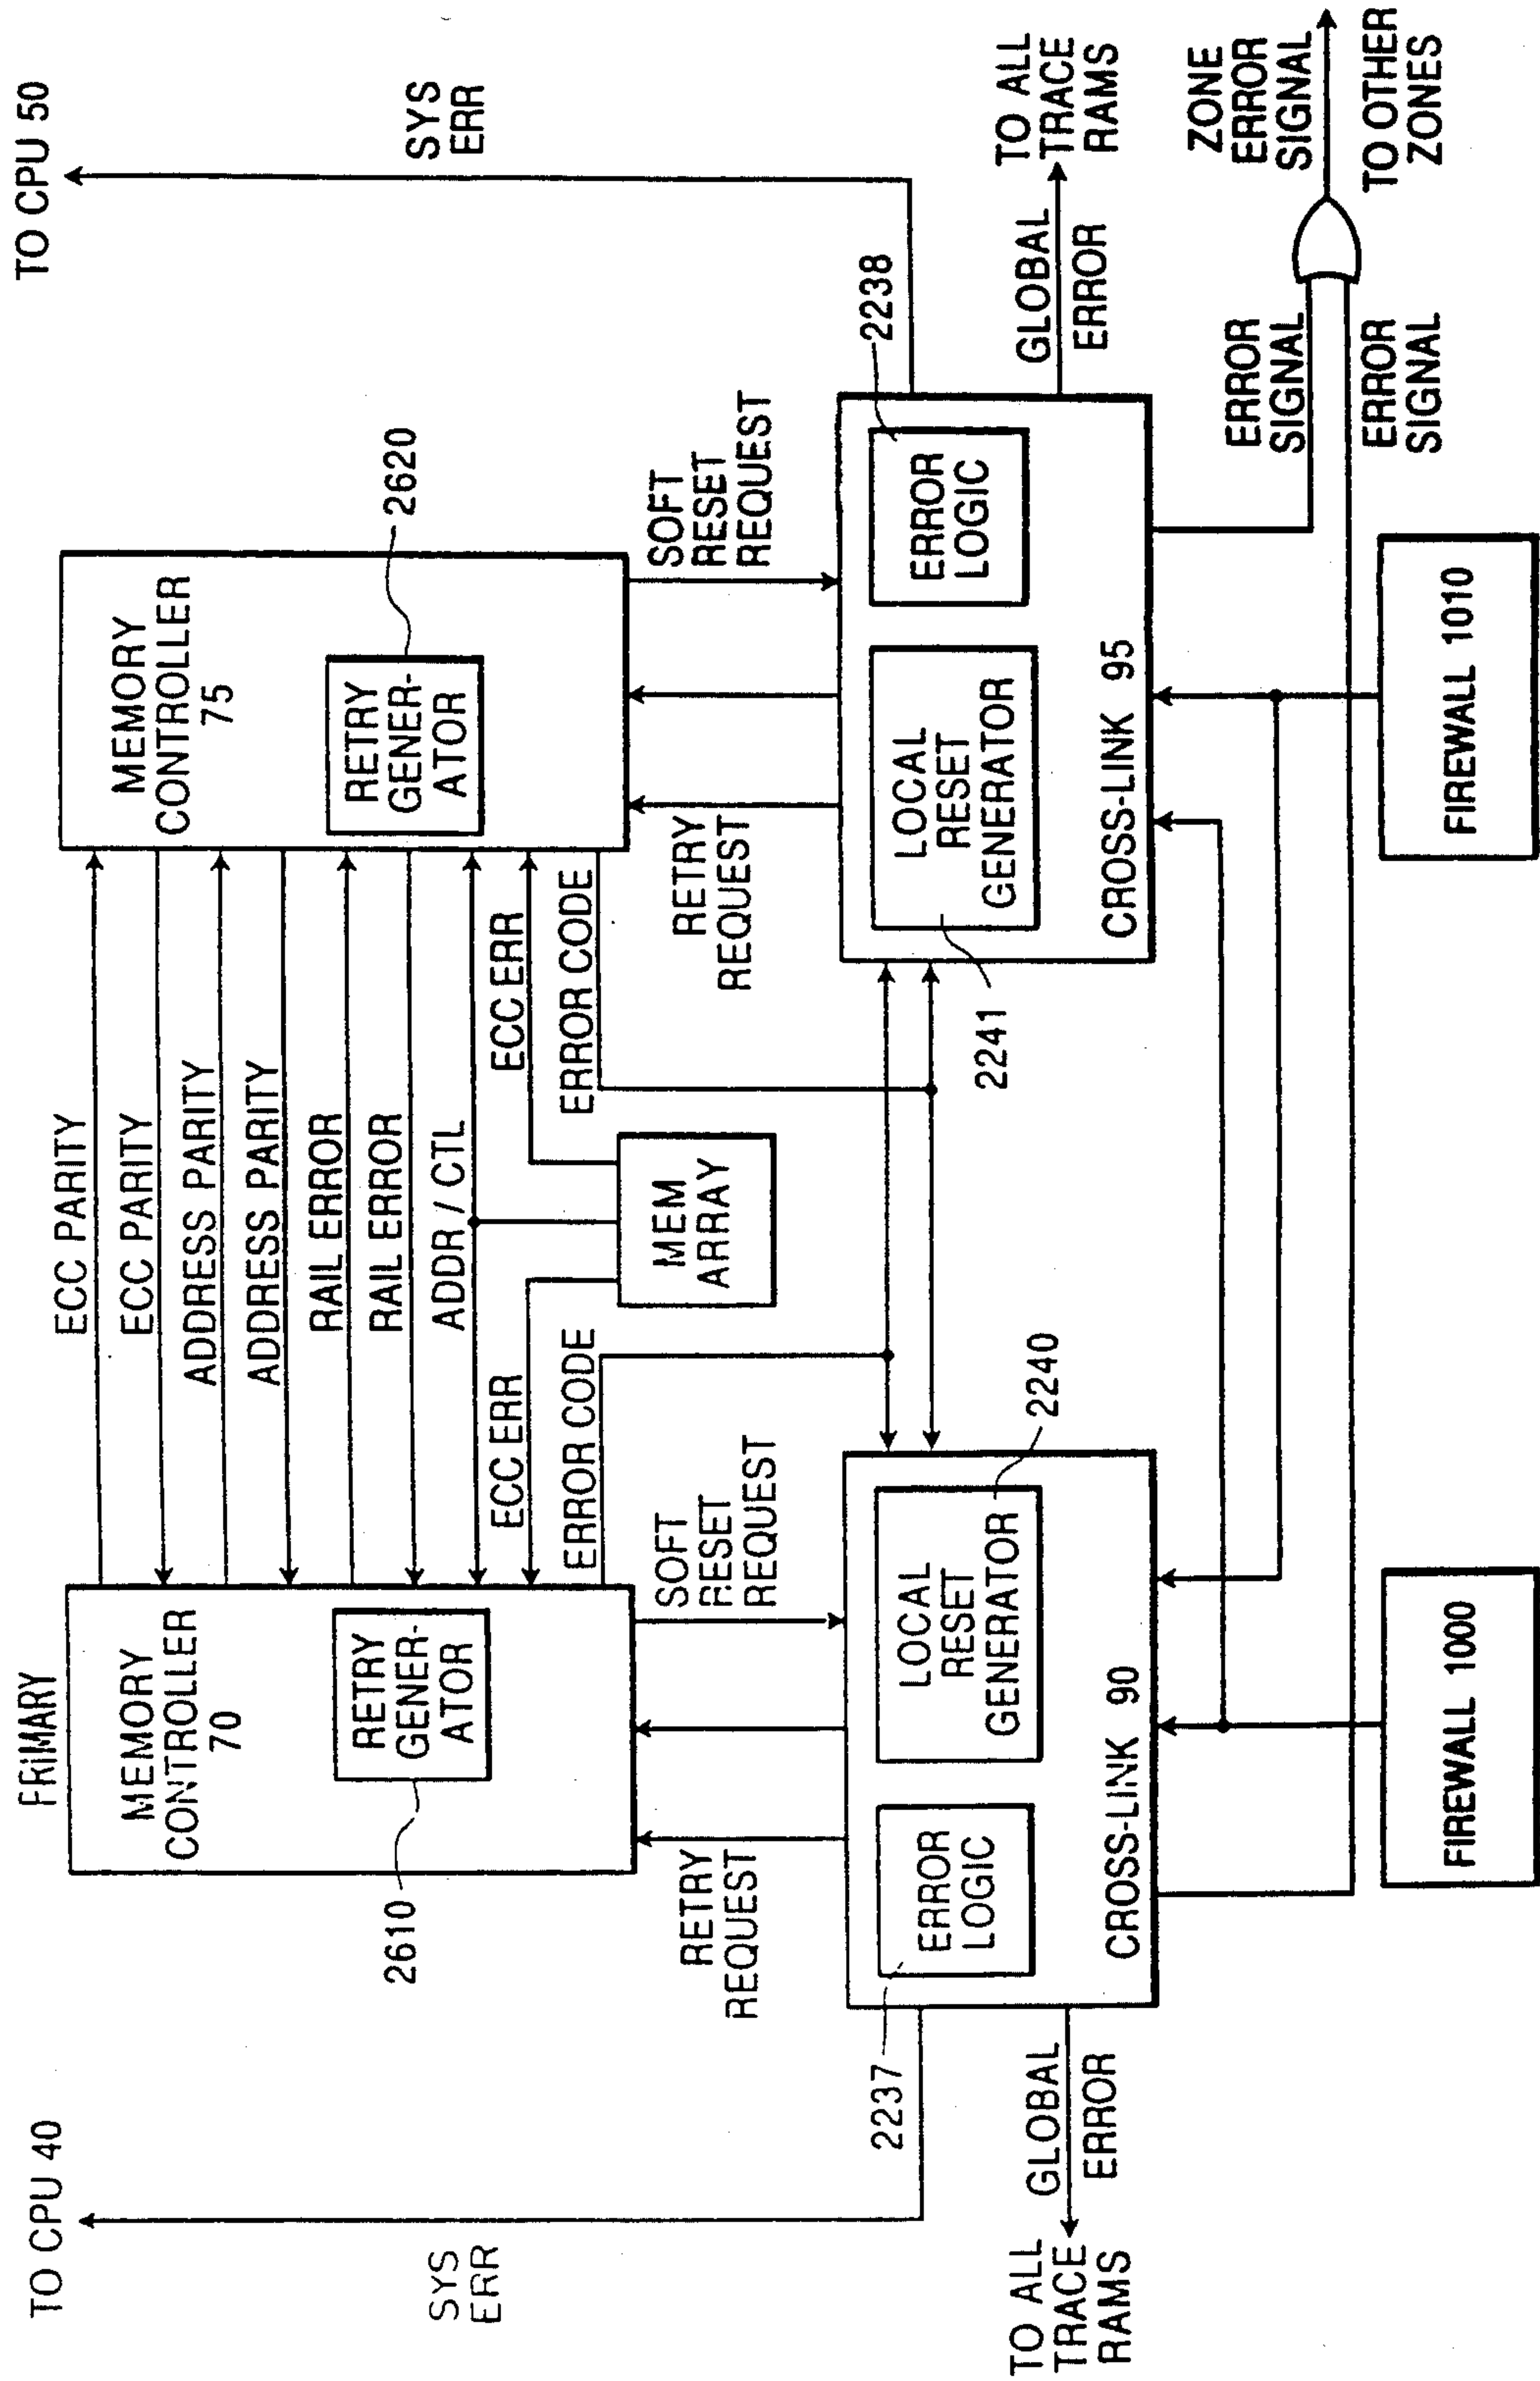 TO CPU 40
SYS
ERR
FRiMARY
MEMORY
CONTROLLER
70
RETRY
GENER-
ATOR
2610
ECC PARITY
ECC PARITY
ADDRESS PARITY
ADDRESS PARITY
RAIL ERROR
RAIL ERROR
ADDR / CTL
ECC ERR
ERROR CODE
ECC ERR
ERROR CODE
MEM
ARRAY
MEMORY
CONTROLLER
75
RETRY
GENER-
ATOR
2620
TO CPU 50
SYS
ERR
RETRY
REQUEST
SOFT
RESET
REQUEST
RETRY
REQUEST
SOFT
RESET
REQUEST
2237
ERROR
LOGIC
LOCAL
RESET
GENERATOR
2240
CROSS-LINK 90
2241
LOCAL
RESET
GENERATOR
ERROR
LOGIC
2238
CROSS-LINK 95
GLOBAL
ERROR
TO ALL
TRACE
RAMS
GLOBAL
ERROR
TO ALL
TRACE
RAMS
ERROR
SIGNAL
ERROR
SIGNAL
ZONE
ERROR
SIGNAL
TO OTHER
ZONES
FIREWALL 1000
FIREWALL 1010